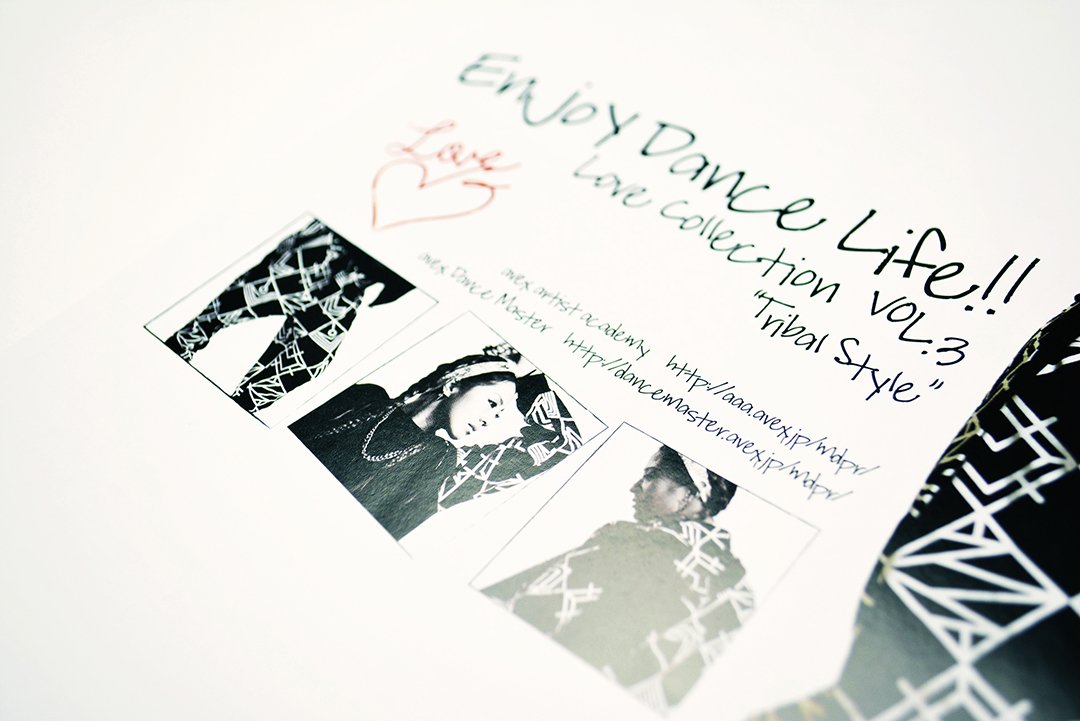 Enjoy Dance Life!!
Love
Love Collection VOL.3
"Tribal Style"
avex artist academy http://aaa.avex.jp/mdpr/
avex Dance Master http://dancemaster.avex.jp/mdpr/